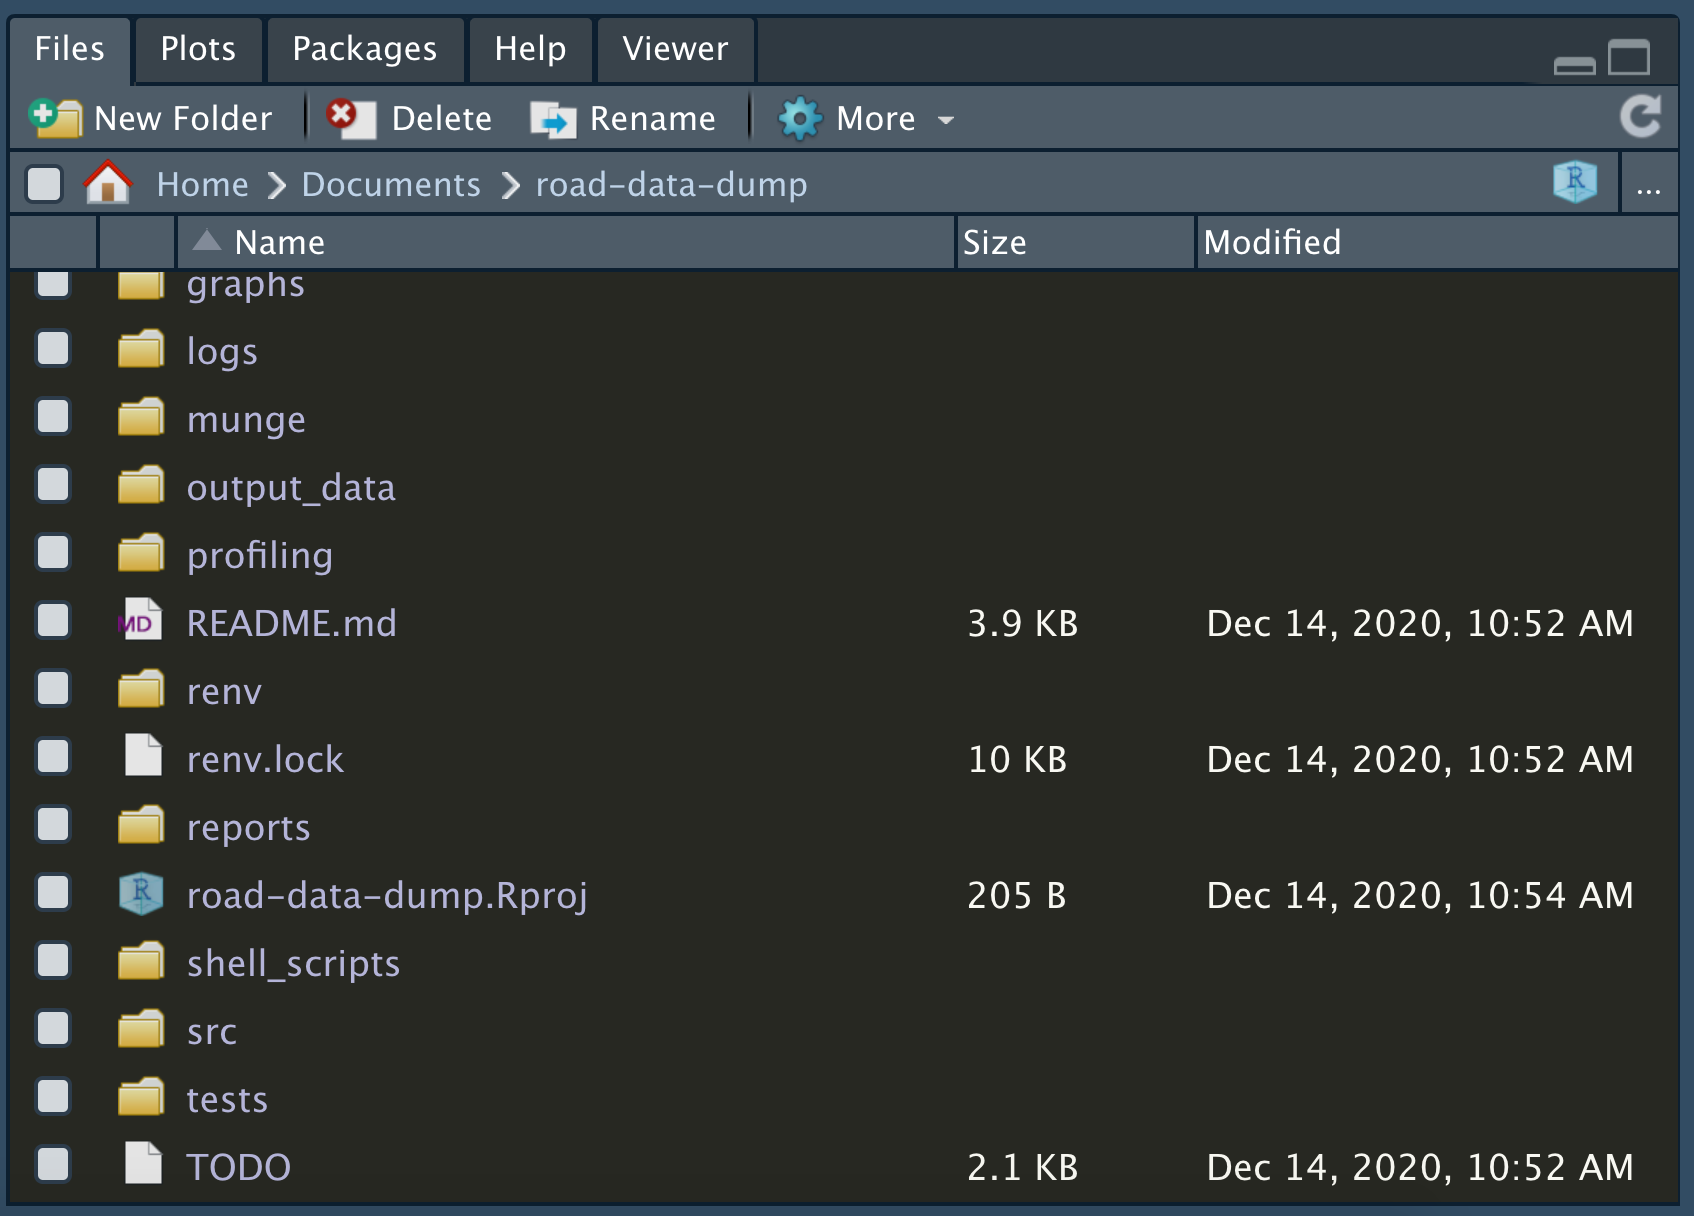 Files Plots Packages Help Viewer
New Folder Delete Rename More
Home Documents road-data-dump R ...
Name Size Modified
graphs
logs
munge
output_data
profiling
MD README.md 3.9 KB Dec 14, 2020, 10:52 AM
renv
renv.lock 10 KB Dec 14, 2020, 10:52 AM
reports
R road-data-dump.Rproj 205 B Dec 14, 2020, 10:54 AM
shell_scripts
src
tests
TODO 2.1 KB Dec 14, 2020, 10:52 AM